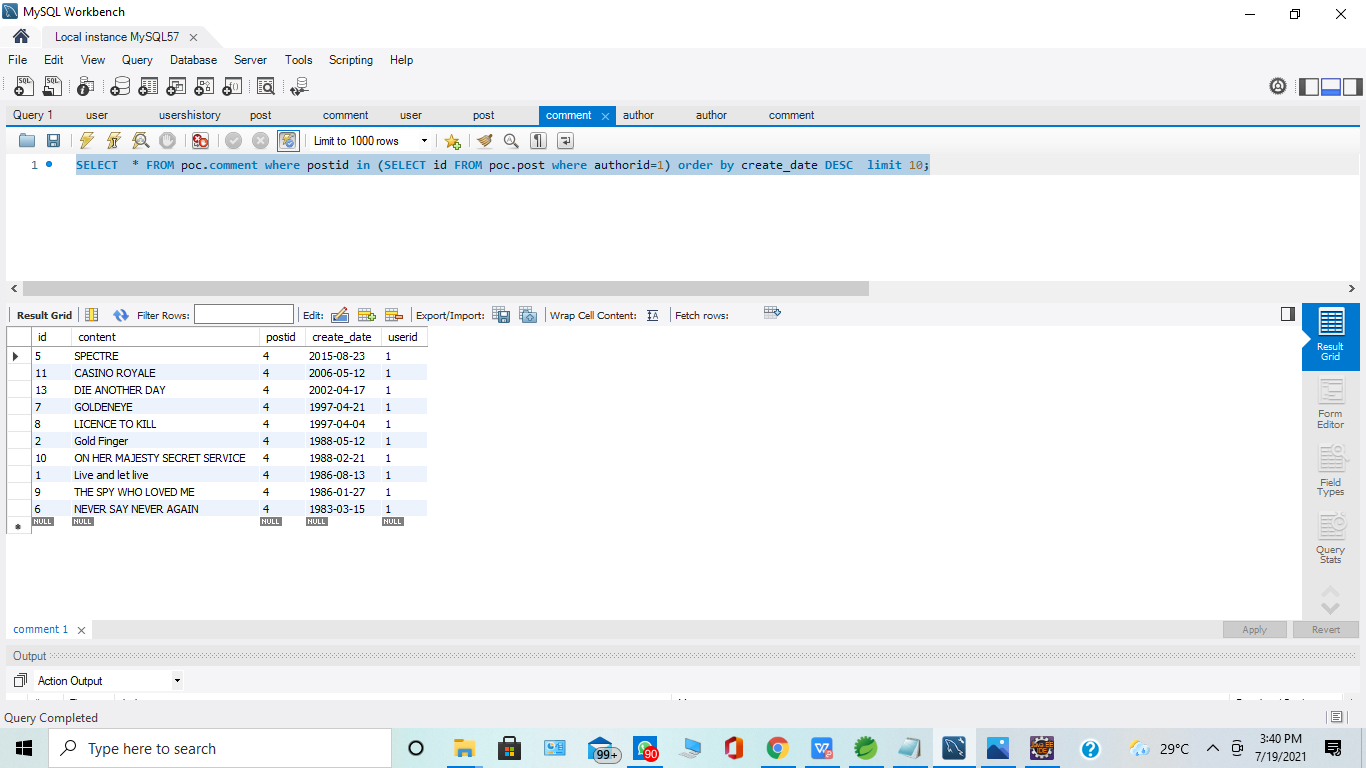 MySQL Workbench
Local instance MySQL57
File Edit View Query Database Server Tools Scripting Help
Query 1 user usershistory post comment user post comment author author comment
Limit to 1000 rows
1 SELECT * FROM poc.comment where postid in (SELECT id FROM poc.post where authorid=1) order by create_date DESC limit 10;
Result Grid Filter Rows: Edit: Export/Import: Wrap Cell Content: Fetch rows:
id content postid create_date userid
5 SPECTRE 4 2015-08-23 1
11 CASINO ROYALE 4 2006-05-12 1
13 DIE ANOTHER DAY 4 2002-04-17 1
7 GOLDENEYE 4 1997-04-21 1
8 LICENCE TO KILL 4 1997-04-04 1
2 Gold Finger 4 1988-05-12 1
10 ON HER MAJESTY SECRET SERVICE 4 1988-02-21 1
1 Live and let live 4 1986-08-13 1
9 THE SPY WHO LOVED ME 4 1986-01-27 1
6 NEVER SAY NEVER AGAIN 4 1983-03-15 1
NULL NULL NULL NULL NULL
Result
Grid
Form
Editor
Field
Types
Query
Stats
comment 1
Apply Revert
Output
Action Output
Query Completed
Type here to search
99+
90
29°C
3:40 PM
7/19/2021